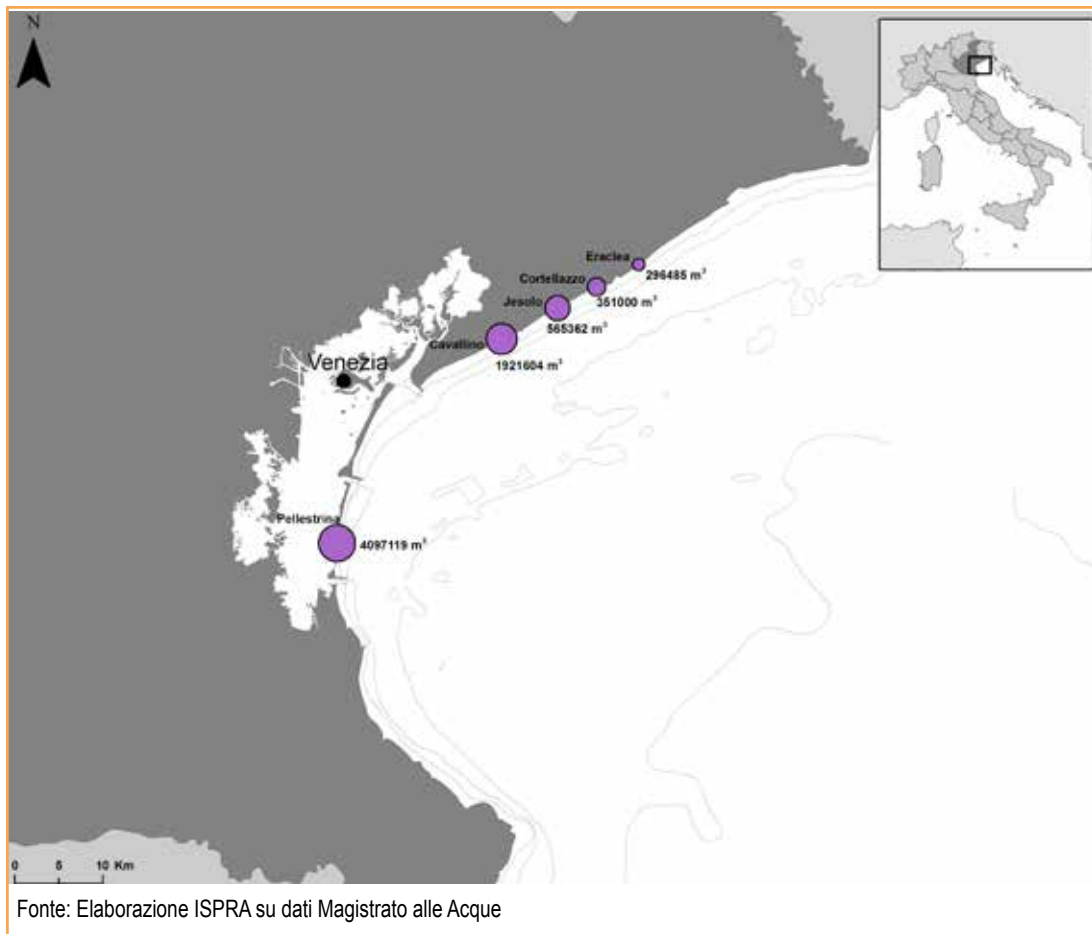 N
Eraclea
296485 m³
Cortellazzo
351000 m³
Jesolo
565362 m³
Cavallino
1921604 m³
Venezia
Pellestrina
4097119 m³
0 5 10 Km
Fonte: Elaborazione ISPRA su dati Magistrato alle Acque